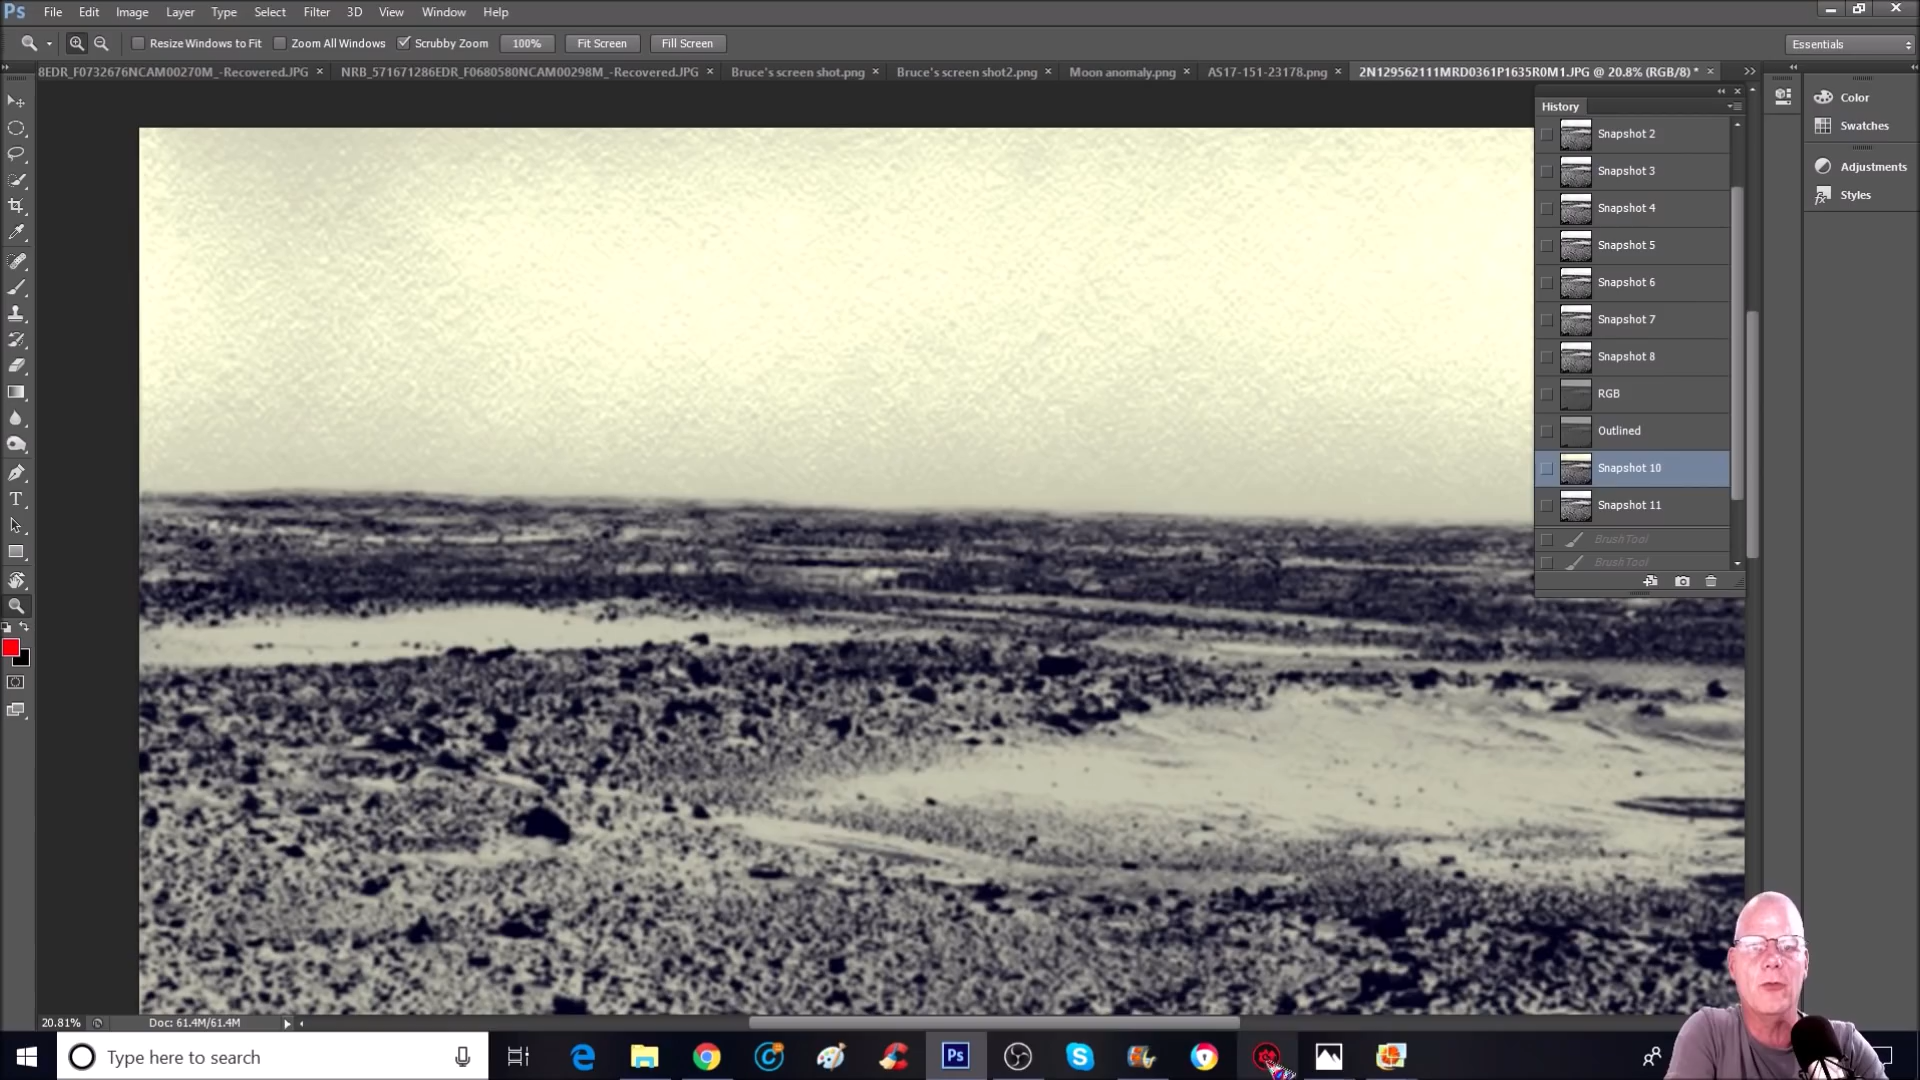 Ps File Edit Image Layer Type Select Filter 3D View Window Help
Resize Windows to Fit Zoom All Windows Scrubby Zoom 100% Fit Screen Fill Screen Essentials
8EDR_F0732676NCAM00270M_-Recovered.JPG × NRB_571671286EDR_F0680580NCAM00298M_-Recovered.JPG × Bruce's screen shot.png × Bruce's screen shot2.png × Moon anomaly.png × AS17-151-23178.png × 2N129562111MRD0361P1635R0M1.JPG @ 20.8% (RGB/8) * ×
History
Snapshot 2
Snapshot 3
Snapshot 4
Snapshot 5
Snapshot 6
Snapshot 7
Snapshot 8
RGB
Outlined
Snapshot 10
Snapshot 11
BrushTool
BrushTool
Color
Swatches
Adjustments
Styles
20.81% Doc: 61.4M/61.4M
Type here to search
Ps